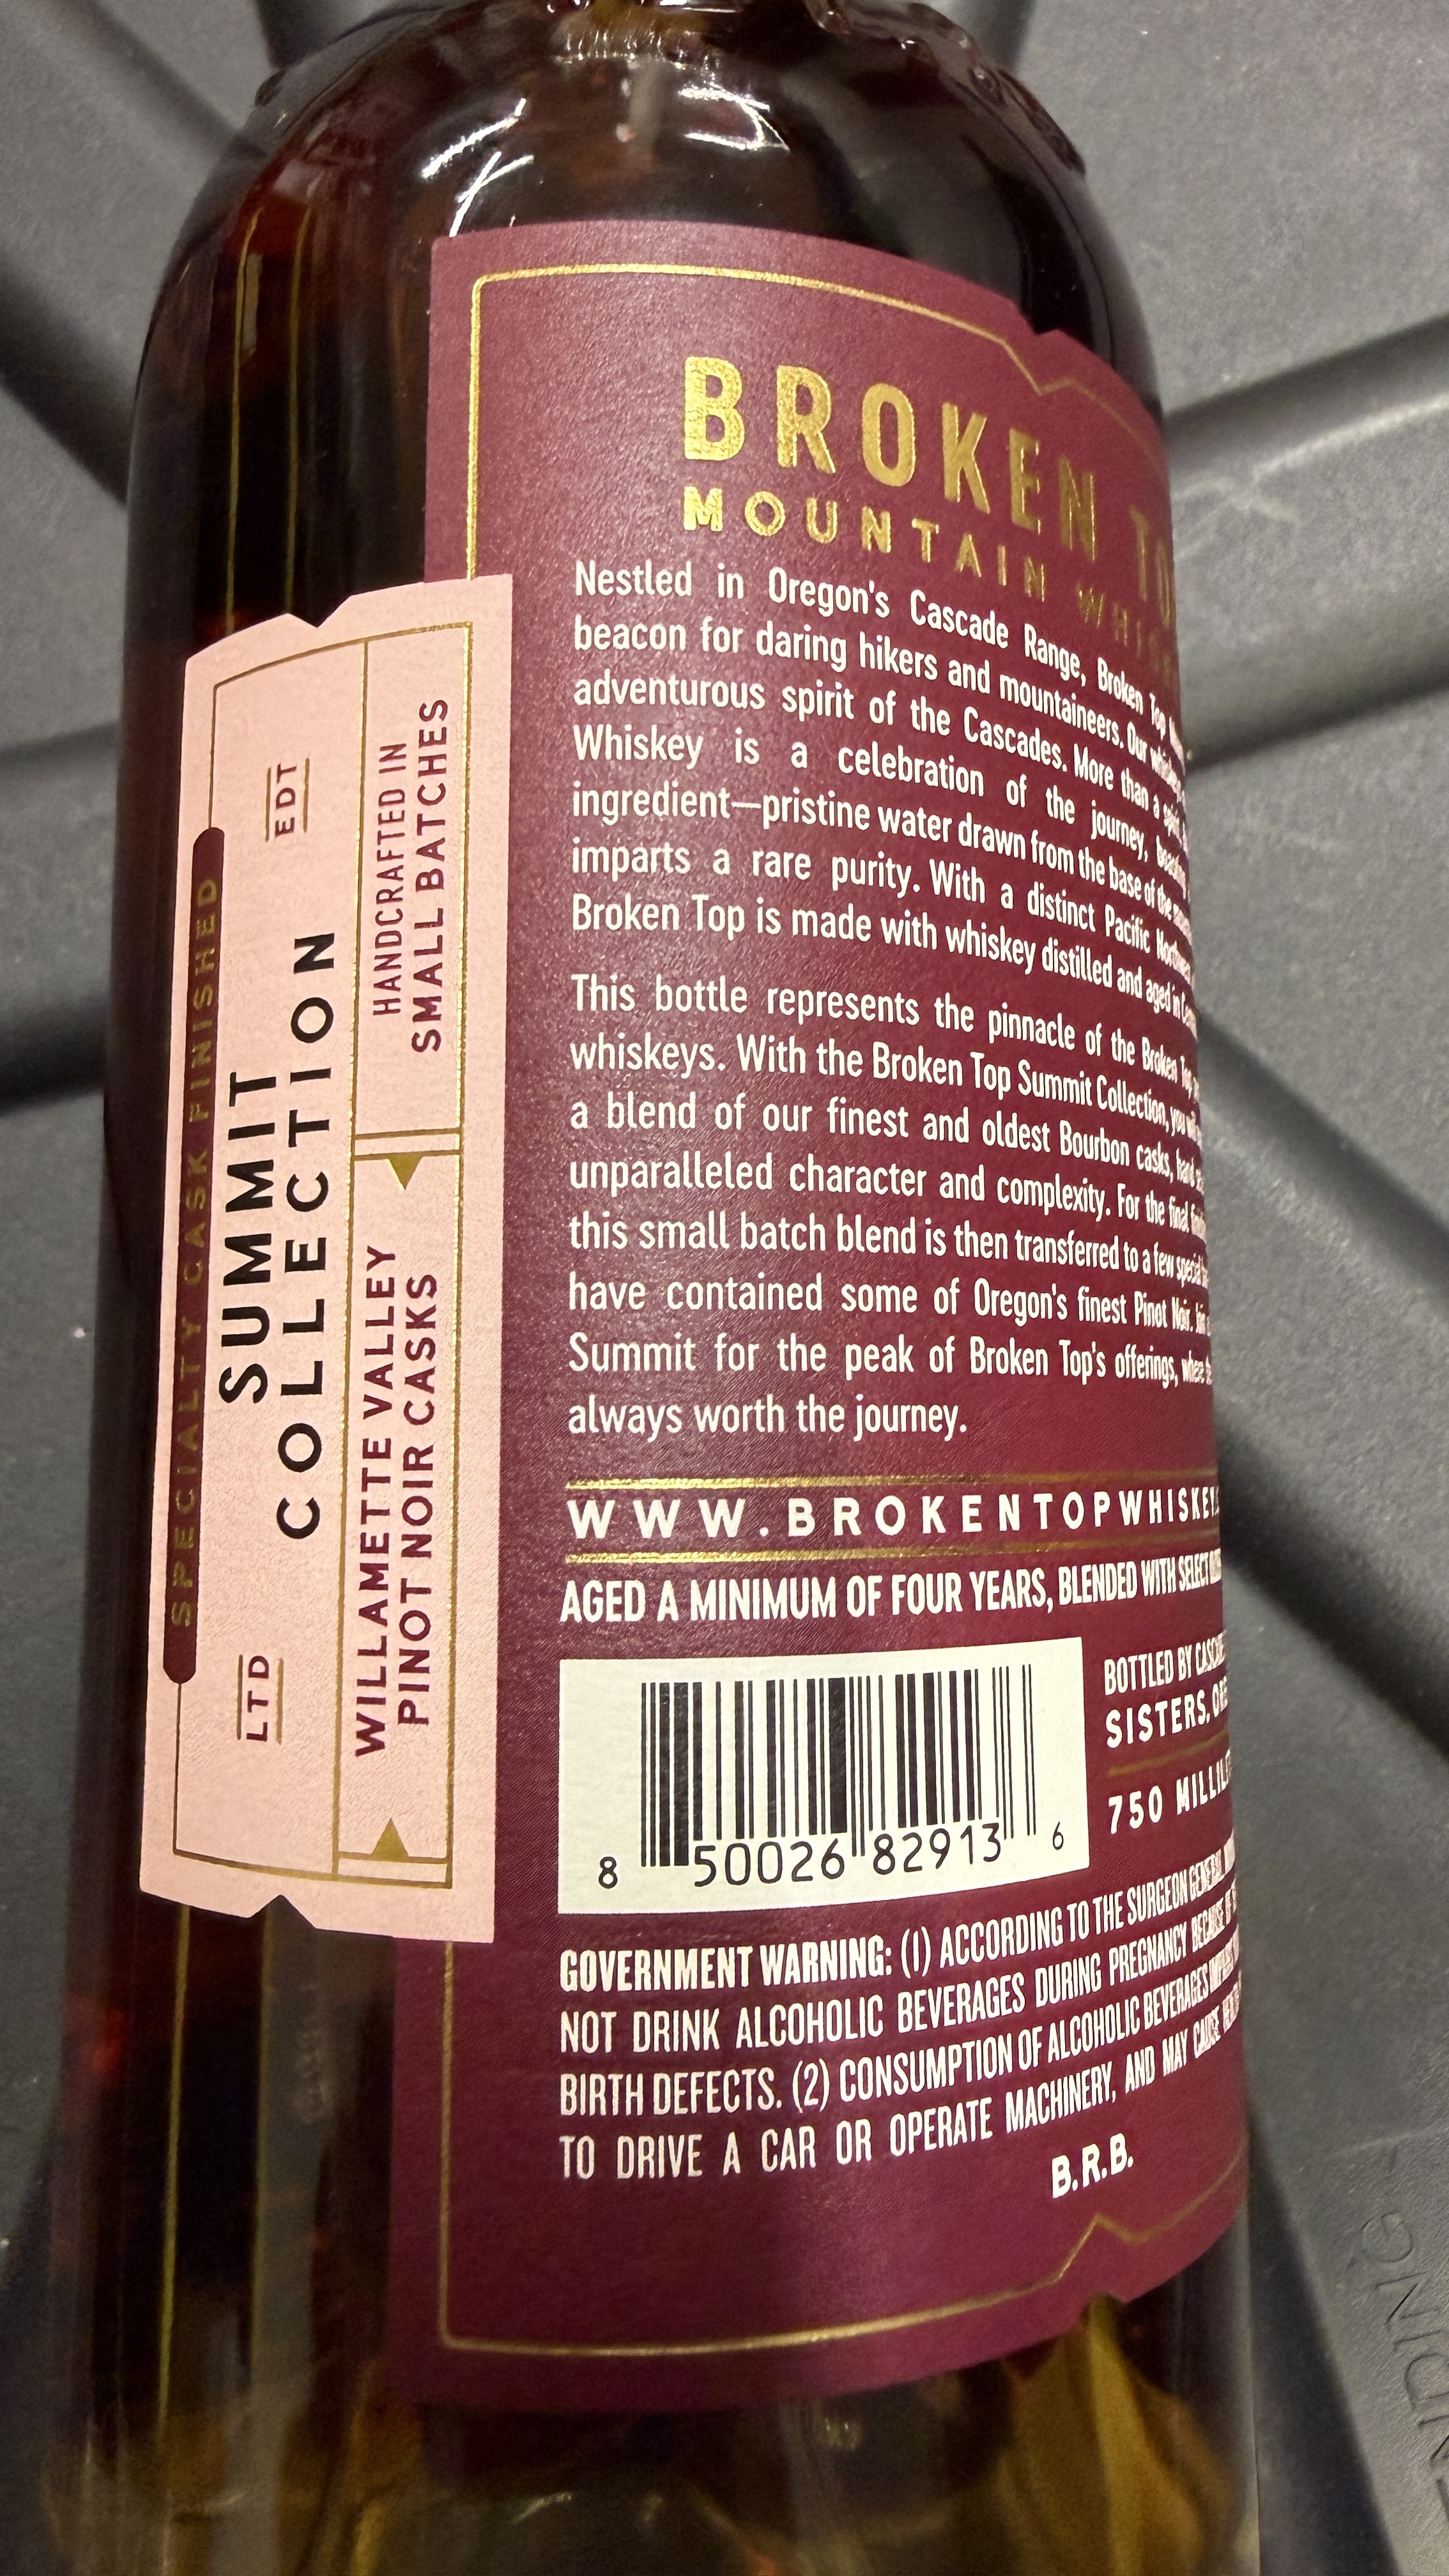 BROKEN
MOUNTAIN
Nestled in Oregon's Cascade Range, Broken Top
beacon for daring hikers and mountaineers. Our
adventurous spirit of the Cascades. More than a
Whiskey is a celebration of the journey,
ingredient—pristine water drawn from the base of the
imparts a rare purity. With a distinct Pacific
Broken Top is made with whiskey distilled and aged in
This bottle represents the pinnacle of the Broken Top
whiskeys. With the Broken Top Summit Collection, you
a blend of our finest and oldest Bourbon casks, hand
unparalleled character and complexity. For the final
this small batch blend is then transferred to a few special
have contained some of Oregon's finest Pinot Noir.
Summit for the peak of Broken Top's offerings, where
always worth the journey.
WWW.BROKENTOPWHISKEY
AGED A MINIMUM OF FOUR YEARS, BLENDED WITH SELECT
BOTTLED BY
SISTERS,
750
8 50026 82913 6
GOVERNMENT WARNING: (1) ACCORDING TO THE SURGEON GENERAL,
NOT DRINK ALCOHOLIC BEVERAGES DURING PREGNANCY BECAUSE OF
BIRTH DEFECTS. (2) CONSUMPTION OF ALCOHOLIC BEVERAGES
TO DRIVE A CAR OR OPERATE MACHINERY, AND MAY CAUSE
B.R.B.
SPECIALTY CASK FINISHED
LTD
SUMMIT
COLLECTION
EDT
WILLAMETTE VALLEY
PINOT NOIR CASKS
HANDCRAFTED IN
SMALL BATCHES